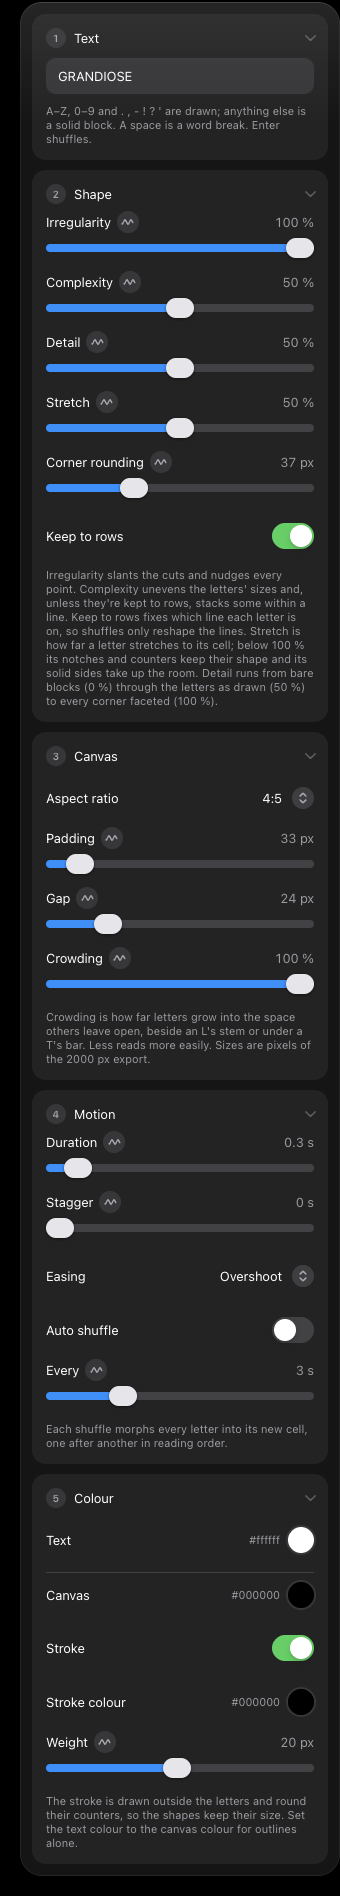 1 Text
GRANDIOSE
A–Z, 0–9 and . , - ! ? ' are drawn; anything else is
a solid block. A space is a word break. Enter
shuffles.
2 Shape
Irregularity 100 %
Complexity 50 %
Detail 50 %
Stretch 50 %
Corner rounding 37 px
Keep to rows
Irregularity slants the cuts and nudges every
point. Complexity unevens the letters' sizes and,
unless they're kept to rows, stacks some within a
line. Keep to rows fixes which line each letter is
on, so shuffles only reshape the lines. Stretch is
how far a letter stretches to its cell; below 100 %
its notches and counters keep their shape and its
solid sides take up the room. Detail runs from bare
blocks (0 %) through the letters as drawn (50 %)
to every corner faceted (100 %).
3 Canvas
Aspect ratio 4:5
Padding 33 px
Gap 24 px
Crowding 100 %
Crowding is how far letters grow into the space
others leave open, beside an L's stem or under a
T's bar. Less reads more easily. Sizes are pixels of
the 2000 px export.
4 Motion
Duration 0.3 s
Stagger 0 s
Easing Overshoot
Auto shuffle
Every 3 s
Each shuffle morphs every letter into its new cell,
one after another in reading order.
5 Colour
Text #ffffff
Canvas #000000
Stroke
Stroke colour #000000
Weight 20 px
The stroke is drawn outside the letters and round
their counters, so the shapes keep their size. Set
the text colour to the canvas colour for outlines
alone.